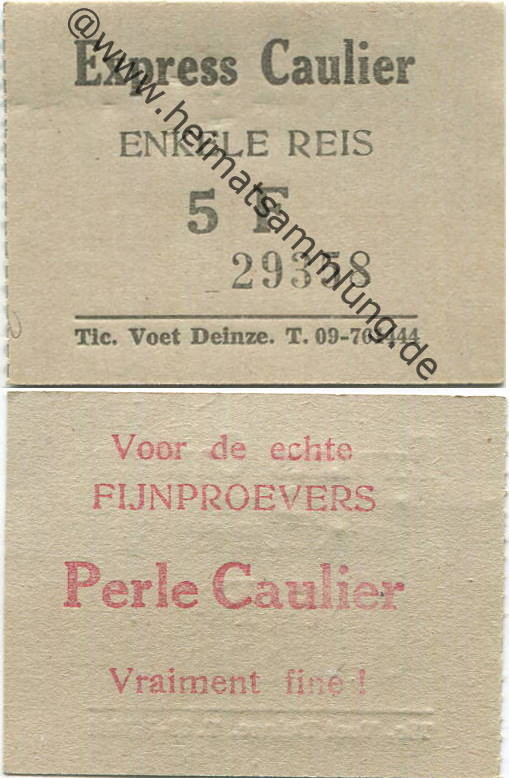 Express Caulier
ENKELE REIS
5 F
29358
Tic. Voet Deinze. T. 09-701444
@www.heimatsammlung.de
Voor de echte
FIJNPROEVERS
Perle Caulier
Vraiment fine !